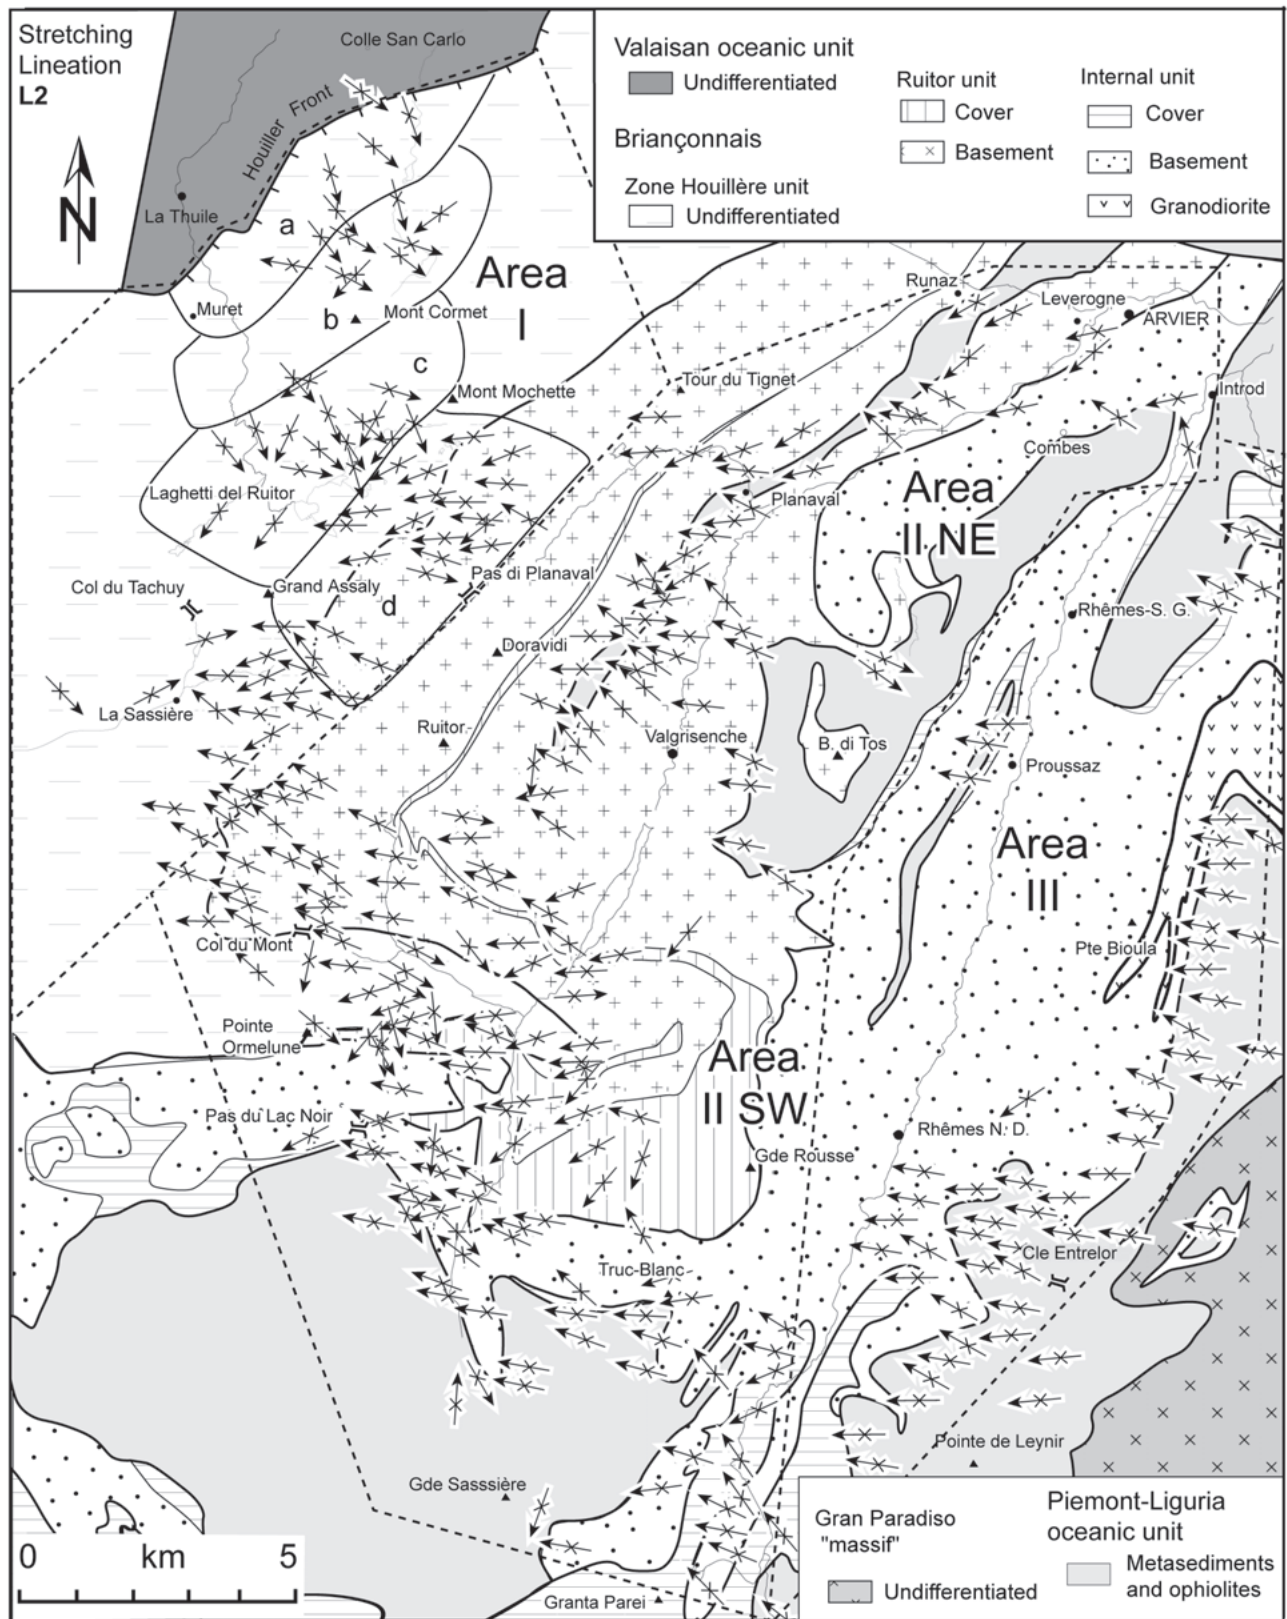 Stretching
Lineation
L2
N
Colle San Carlo
Houiller Front
La Thuile
a
Muret
b
Mont Cormet
Area
I
c
Mont Mochette
Valaisan oceanic unit
Undifferentiated
Briançonnais
Zone Houillère unit
Undifferentiated
Ruitor unit
Cover
Basement
Internal unit
Cover
Basement
Granodiorite
Runaz
Leverogne
ARVIER
Tour du Tignet
Introd
Combes
Laghetti del Ruitor
Planaval
Area
II NE
Col du Tachuy
Grand Assaly
Pas di Planaval
d
Rhêmes-S. G.
Doravidi
La Sassière
Ruitor
Valgrisenche
B. di Tos
Proussaz
Area
III
Col du Mont
Pte Bioula
Pointe
Ormelune
Area
II SW
Pas du Lac Noir
Rhêmes N. D.
Gde Rousse
Truc-Blanc
Cle Entrelor
Pointe de Leynir
Gde Sasssière
0 km 5
Granta Parei
Gran Paradiso
"massif"
Undifferentiated
Piemont-Liguria
oceanic unit
Metasediments
and ophiolites